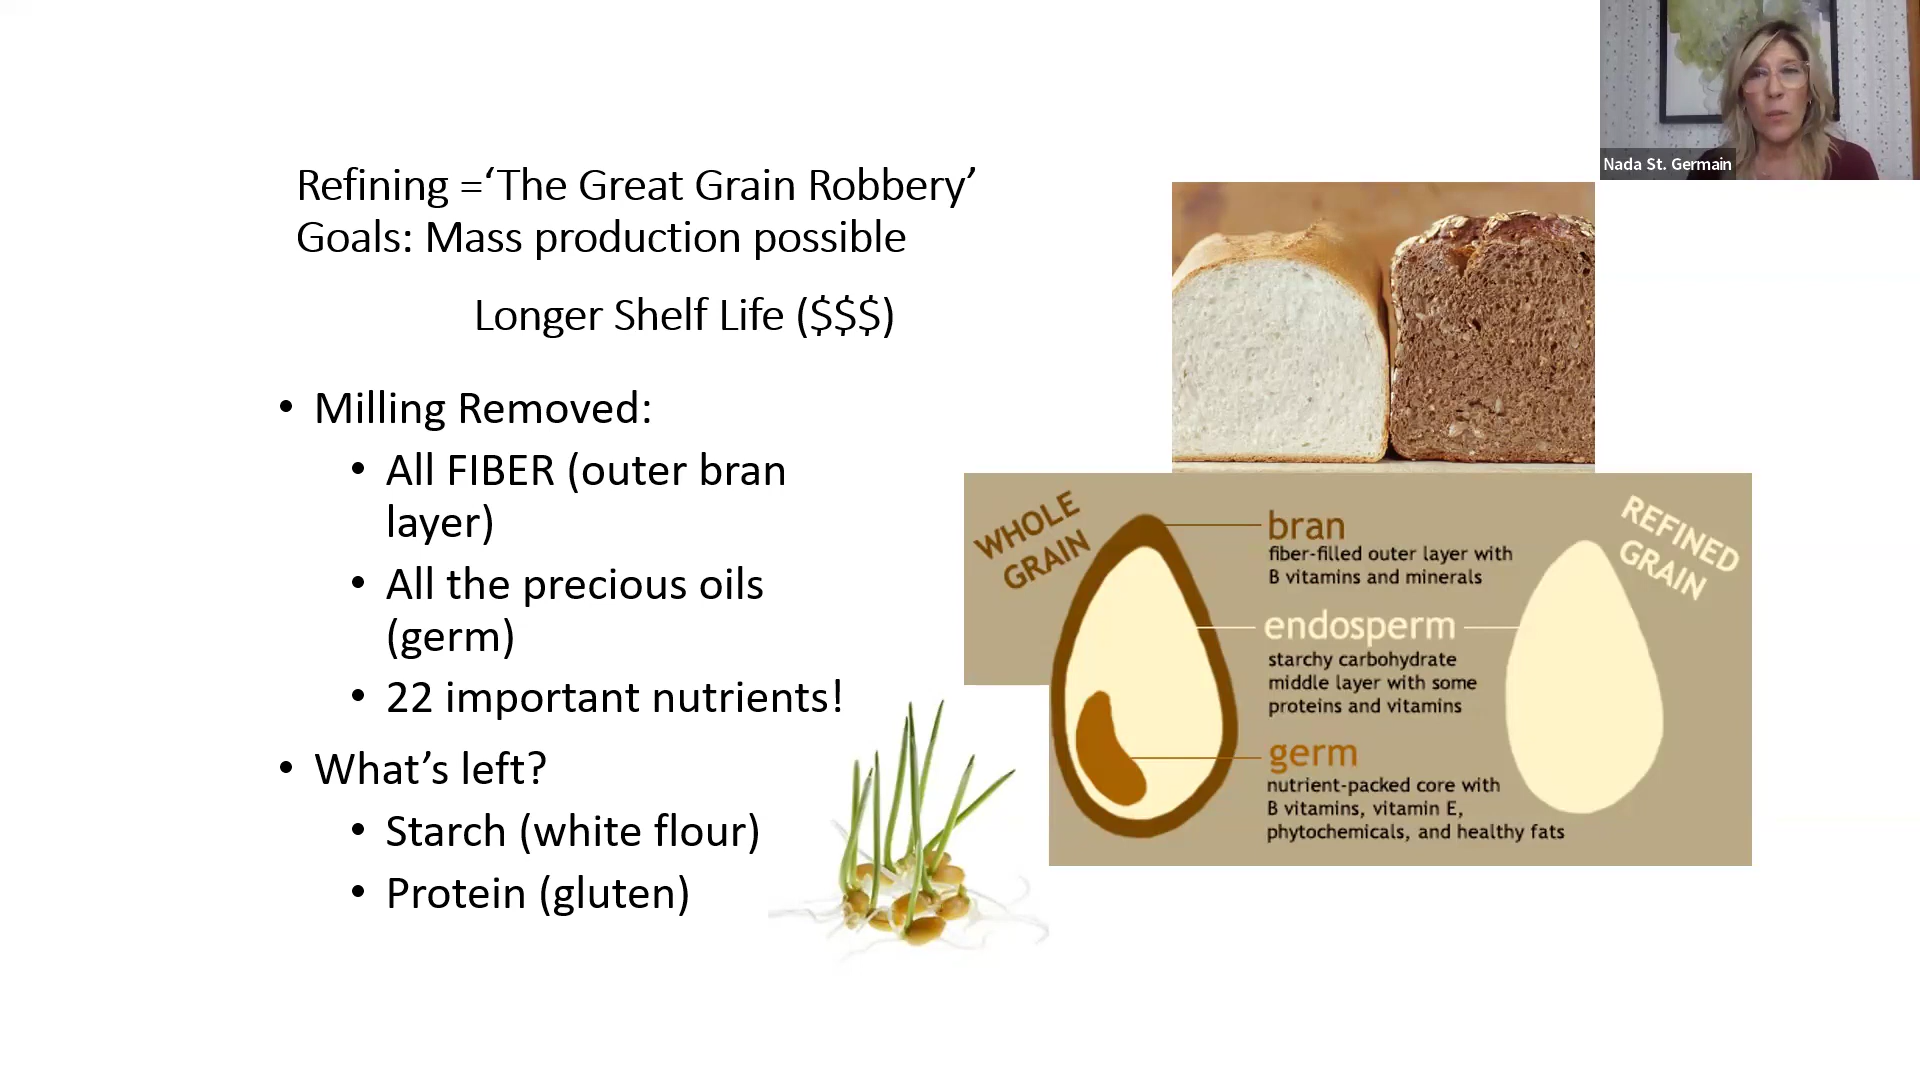 Nada St. Germain
Refining =‘The Great Grain Robbery’
Goals: Mass production possible
Longer Shelf Life ($$$)
• Milling Removed:
• All FIBER (outer bran
layer)
• All the precious oils
(germ)
• 22 important nutrients!
• What’s left?
• Starch (white flour)
• Protein (gluten)
WHOLE
GRAIN
bran
fiber-filled outer layer with
B vitamins and minerals
endosperm
starchy carbohydrate
middle layer with some
proteins and vitamins
germ
nutrient-packed core with
B vitamins, vitamin E,
phytochemicals, and healthy fats
REFINED
GRAIN